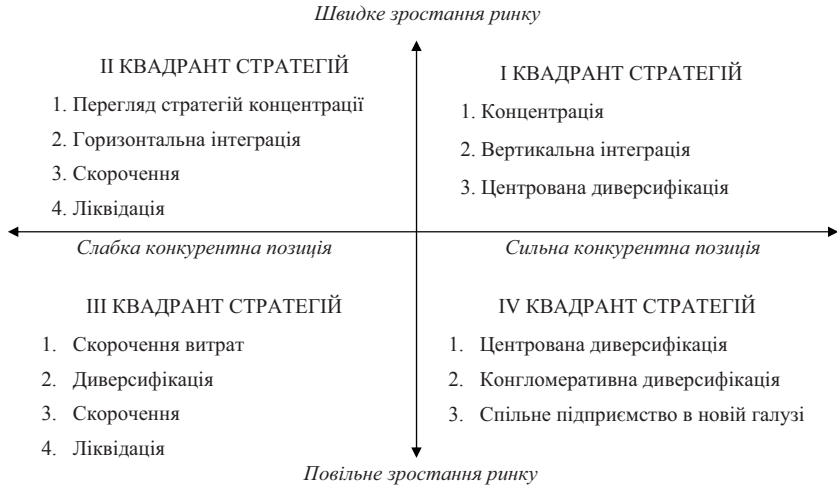 Швидке зростання ринку
ІІ КВАДРАНТ СТРАТЕГІЙ
1. Перегляд стратегій концентрації
2. Горизонтальна інтеграція
3. Скорочення
4. Ліквідація
І КВАДРАНТ СТРАТЕГІЙ
1. Концентрація
2. Вертикальна інтеграція
3. Центрована диверсифікація
Слабка конкурентна позиція
Сильна конкурентна позиція
ІІІ КВАДРАНТ СТРАТЕГІЙ
1. Скорочення витрат
2. Диверсифікація
3. Скорочення
4. Ліквідація
IV КВАДРАНТ СТРАТЕГІЙ
1. Центрована диверсифікація
2. Конгломеративна диверсифікація
3. Спільне підприємство в новій галузі
Повільне зростання ринку